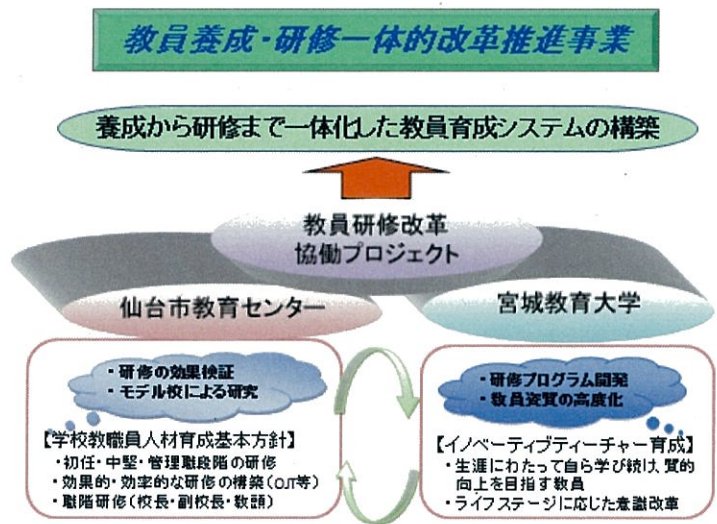 教員養成・研修一体的改革推進事業
養成から研修まで一体化した教員育成システムの構築
教員研修改革
協働プロジェクト
仙台市教育センター
宮城教育大学
・研修の効果検証
・モデル校による研究
【学校教職員人材育成基本方針】
・初任・中堅・管理職段階の研修
・効果的・効率的な研修の構築(OJT等)
・職階研修(校長・副校長・教頭)
・研修プログラム開発
・教員資質の高度化
【イノベーティブティーチャー育成】
・生涯にわたって自ら学び続け、質的
向上を目指す教員
・ライフステージに応じた意識改革